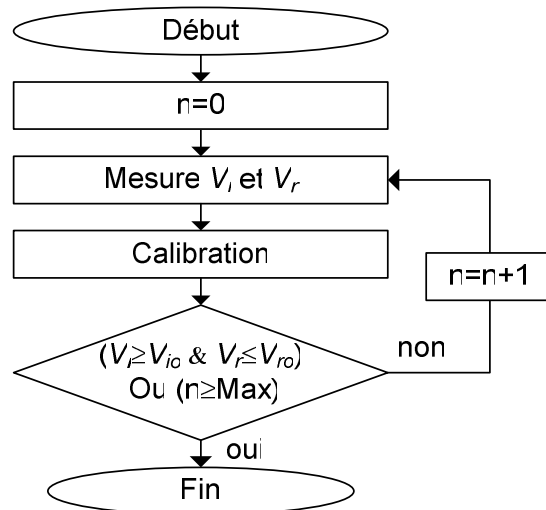 Début
n=0
Mesure Vi et Vr
Calibration
n=n+1
(Vi≥Vio & Vr≤Vro)
Ou (n≥Max)
non
oui
Fin